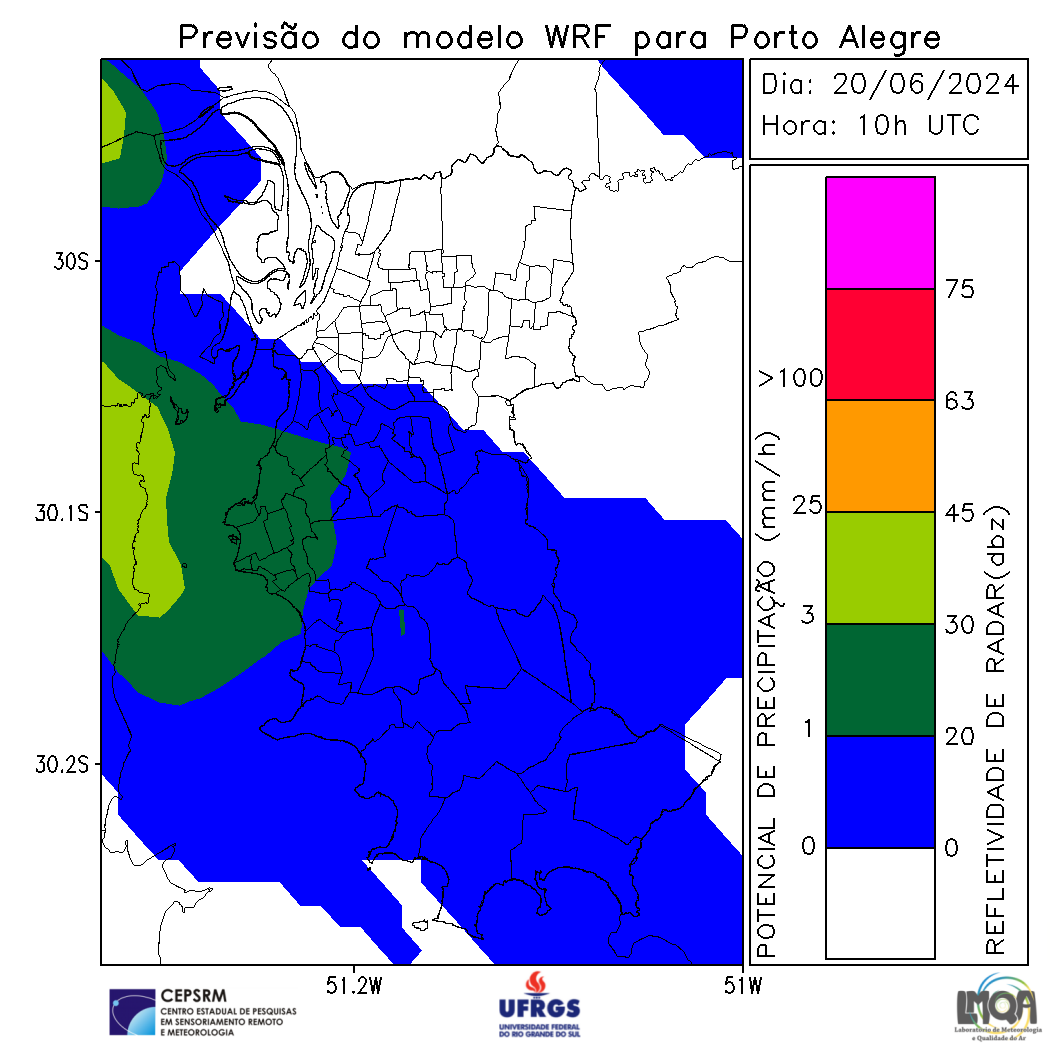 Previsão do modelo WRF para Porto Alegre
Dia: 20/06/2024
Hora: 10h UTC
30S
30.1S
30.2S
51.2W
51W
POTENCIAL DE PRECIPITAÇÃO (mm/h)
>100
25
3
1
0
75
63
45
30
20
0
REFLETIVIDADE DE RADAR(dbz)
CEPSRM
CENTRO ESTADUAL DE PESQUISAS
EM SENSORIAMENTO REMOTO
E METEOROLOGIA
UFRGS
UNIVERSIDADE FEDERAL
DO RIO GRANDE DO SUL
LMQA
Laboratório de Meteorologia
e Qualidade do Ar